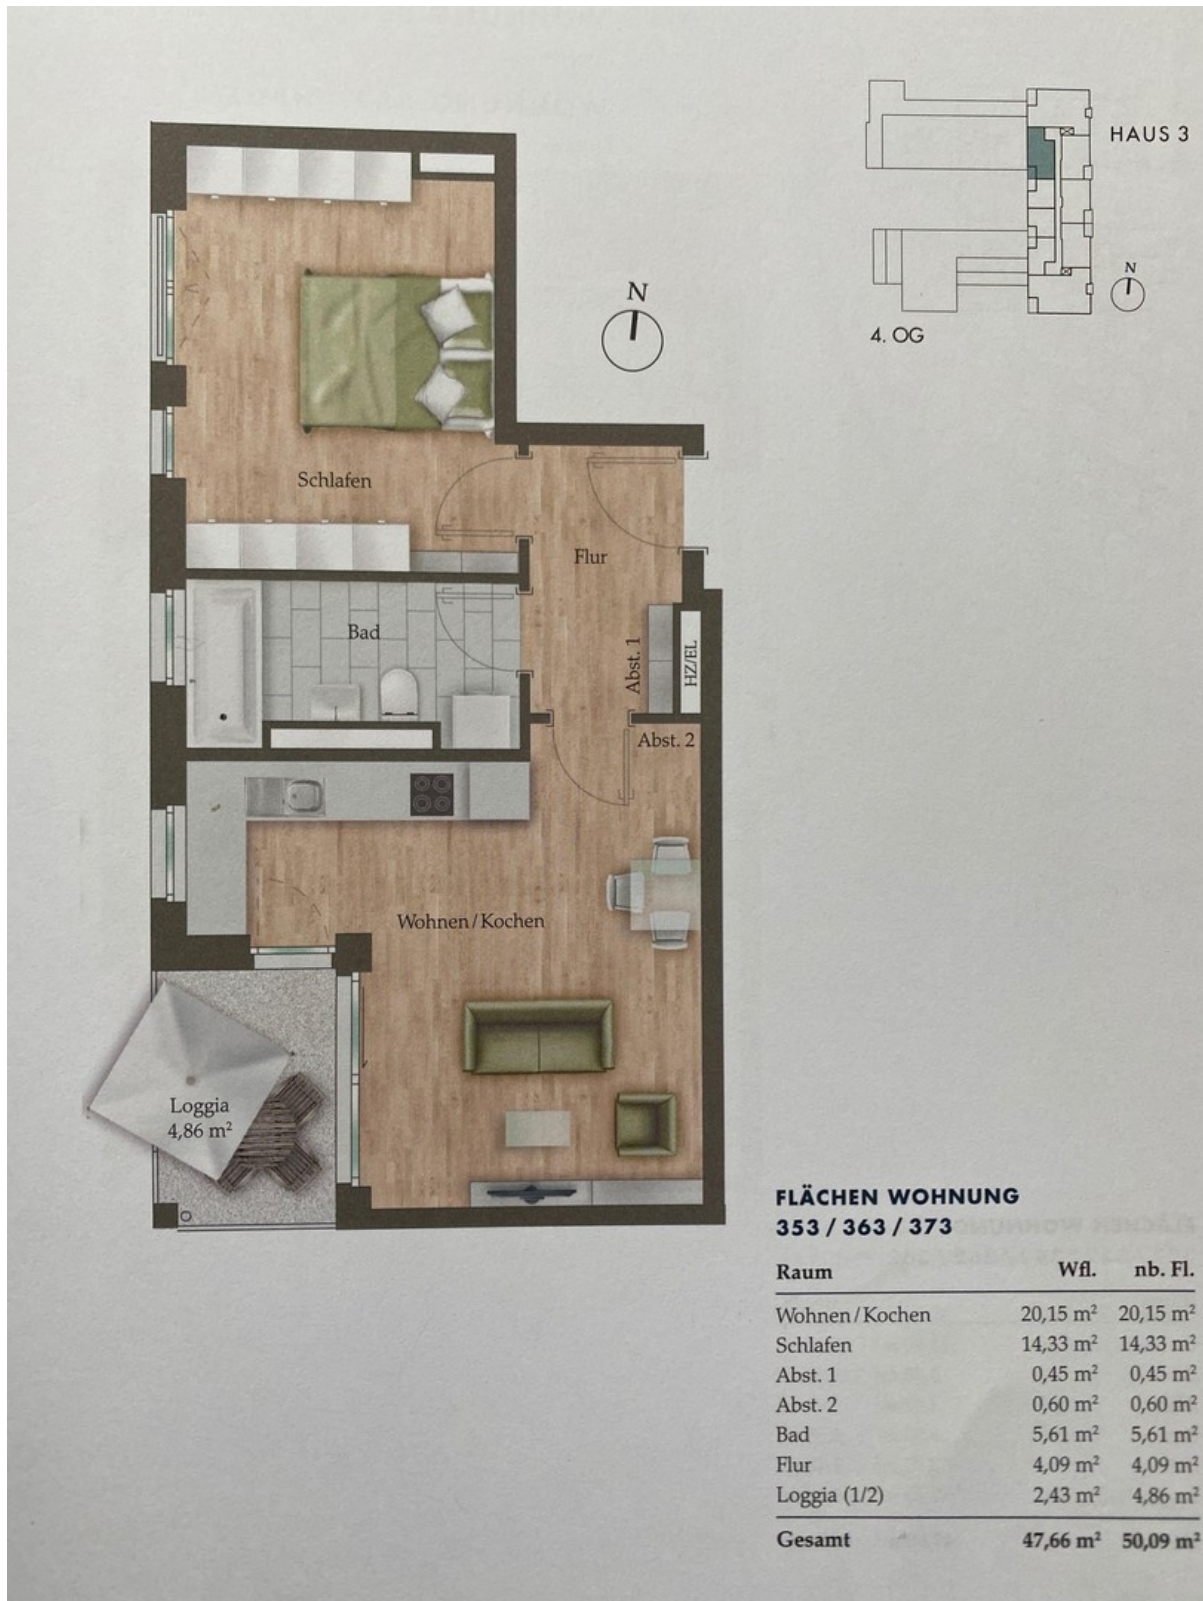 HAUS 3
N
N
4. OG
Schlafen
Flur
Bad
Abst. 1
HZ/EL
Abst. 2
Wohnen / Kochen
Loggia
4,86 m²
FLÄCHEN WOHNUNG
353 / 363 / 373
Raum Wfl. nb. Fl.
Wohnen / Kochen 20,15 m² 20,15 m²
Schlafen 14,33 m² 14,33 m²
Abst. 1 0,45 m² 0,45 m²
Abst. 2 0,60 m² 0,60 m²
Bad 5,61 m² 5,61 m²
Flur 4,09 m² 4,09 m²
Loggia (1/2) 2,43 m² 4,86 m²
Gesamt 47,66 m² 50,09 m²